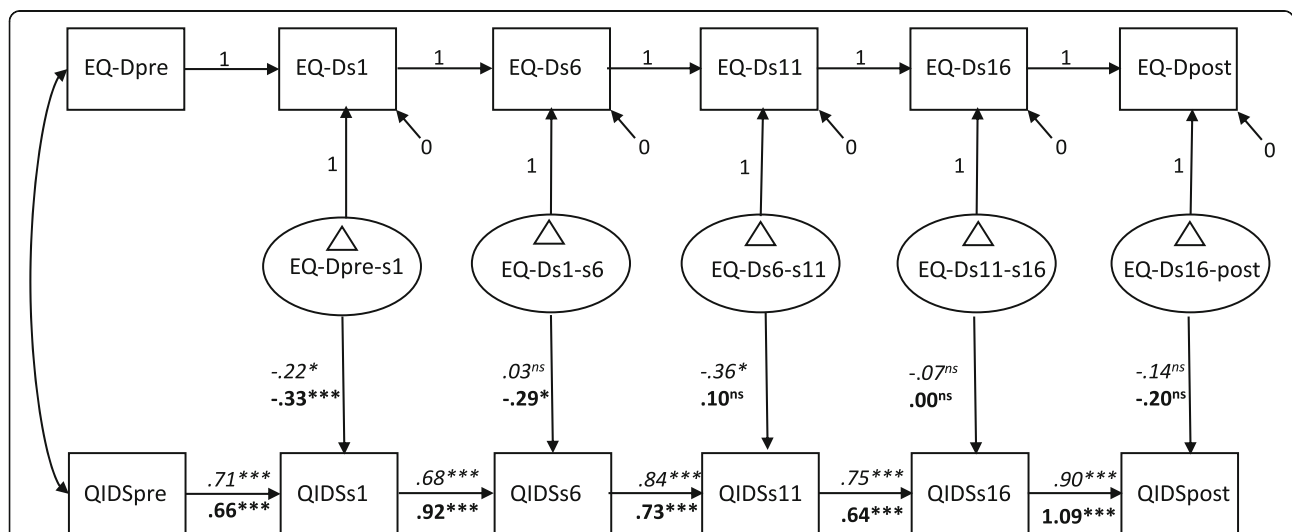 EQ-Dpre 1 EQ-Ds1 1 EQ-Ds6 1 EQ-Ds11 1 EQ-Ds16 1 EQ-Dpost
0 0 0 0 0
1 1 1 1 1
EQ-Dpre-s1 EQ-Ds1-s6 EQ-Ds6-s11 EQ-Ds11-s16 EQ-Ds16-post
-.22* .03ns -.36* -.07ns -.14ns
-.33*** -.29* .10ns .00ns -.20ns
.71*** .68*** .84*** .75*** .90***
QIDSpre QIDSs1 QIDSs6 QIDSs11 QIDSs16 QIDSpost
.66*** .92*** .73*** .64*** 1.09***